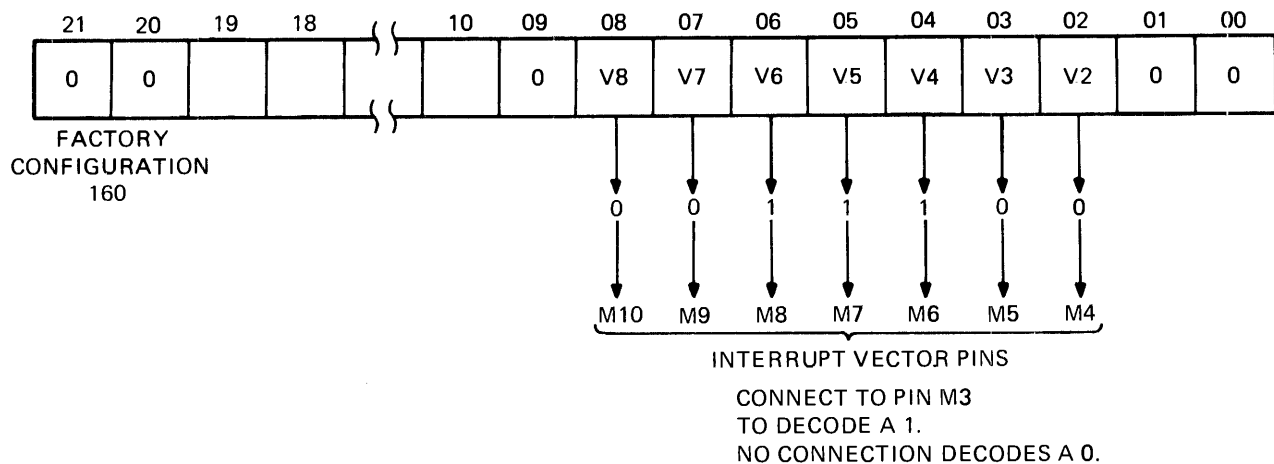 21 20 19 18 10 09 08 07 06 05 04 03 02 01 00
0 0 0 V8 V7 V6 V5 V4 V3 V2 0 0
FACTORY
CONFIGURATION
160
0 0 1 1 1 0 0
M10 M9 M8 M7 M6 M5 M4
INTERRUPT VECTOR PINS
CONNECT TO PIN M3
TO DECODE A 1.
NO CONNECTION DECODES A 0.